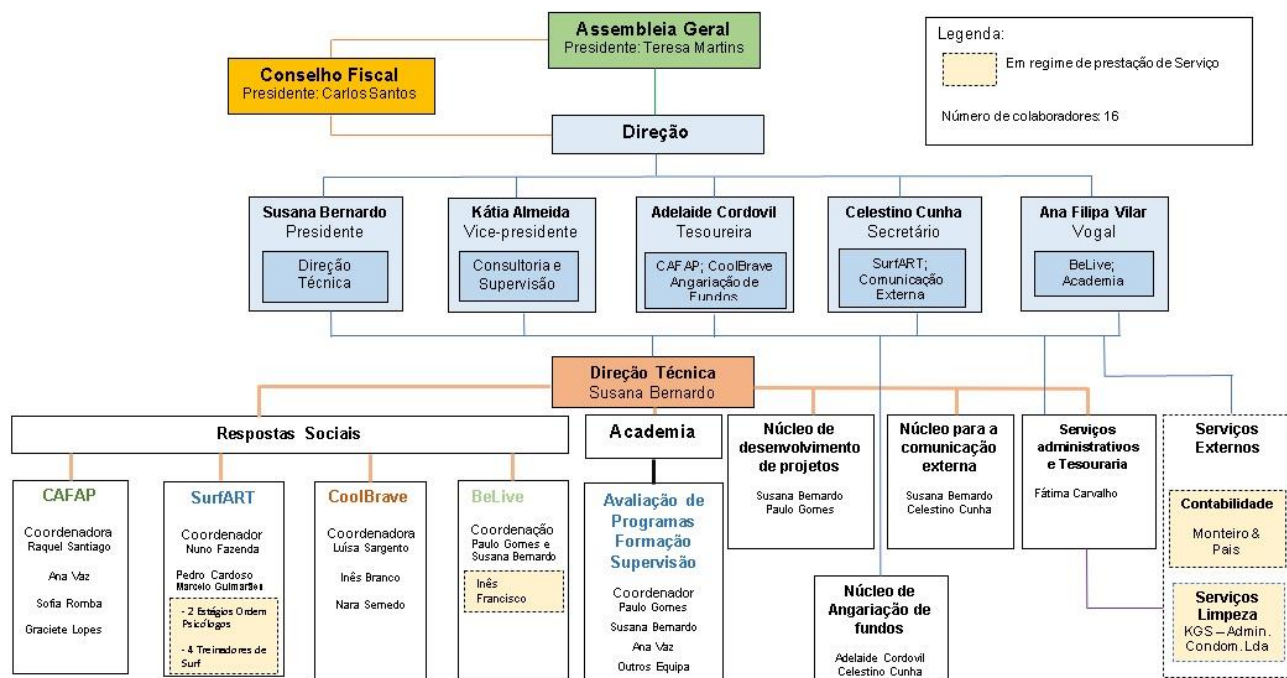 Assembleia Geral
Presidente: Teresa Martins
Conselho Fiscal
Presidente: Carlos Santos
Legenda:
Em regime de prestação de Serviço
Número de colaboradores: 16
Direção
Susana Bernardo
Presidente
Direção
Técnica
Kátia Almeida
Vice-presidente
Consultoria e
Supervisão
Adelaide Cordovil
Tesoureira
CAFAP; CoolBrave
Angariação de
Fundos
Celestino Cunha
Secretário
SurfART;
Comunicação
Externa
Ana Filipa Vilar
Vogal
BeLive;
Academia
Direção Técnica
Susana Bernardo
Respostas Sociais
CAFAP
Coordenadora
Raquel Santiago
Ana Vaz
Sofia Romba
Graciete Lopes
SurfART
Coordenador
Nuno Fazenda
Pedro Cardoso
Marcelo Guimarães
- 2 Estágios Ordem
Psicólogos
- 4 Treinadores de
Surf
CoolBrave
Coordenadora
Luísa Sargento
Inês Branco
Nara Semedo
BeLive
Coordenação
Paulo Gomes e
Susana Bernardo
Inês
Francisco
Academia
Avaliação de
Programas
Formação
Supervisão
Coordenador
Paulo Gomes
Susana Bernardo
Ana Vaz
Outros Equipa
Núcleo de
desenvolvimento
de projetos
Susana Bernardo
Paulo Gomes
Núcleo de
Angariação de
fundos
Adelaide Cordovil
Celestino Cunha
Núcleo para a
comunicação
externa
Susana Bernardo
Celestino Cunha
Serviços
administrativos
e Tesouraria
Fátima Carvalho
Serviços
Externos
Contabilidade
Monteiro &
Pais
Serviços
Limpeza
KGS – Admin.
Condom. Lda